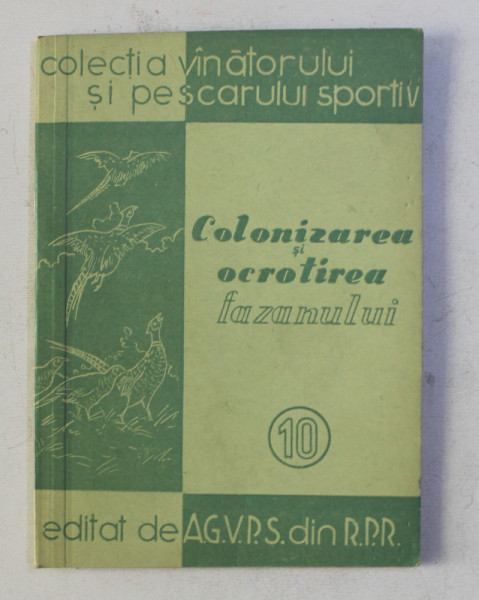 colecția vînătorului
și pescarului sportiv
Colonizarea
și
ocrotirea
fazanului
10
editat de A.G.V.P.S. din R.P.R.